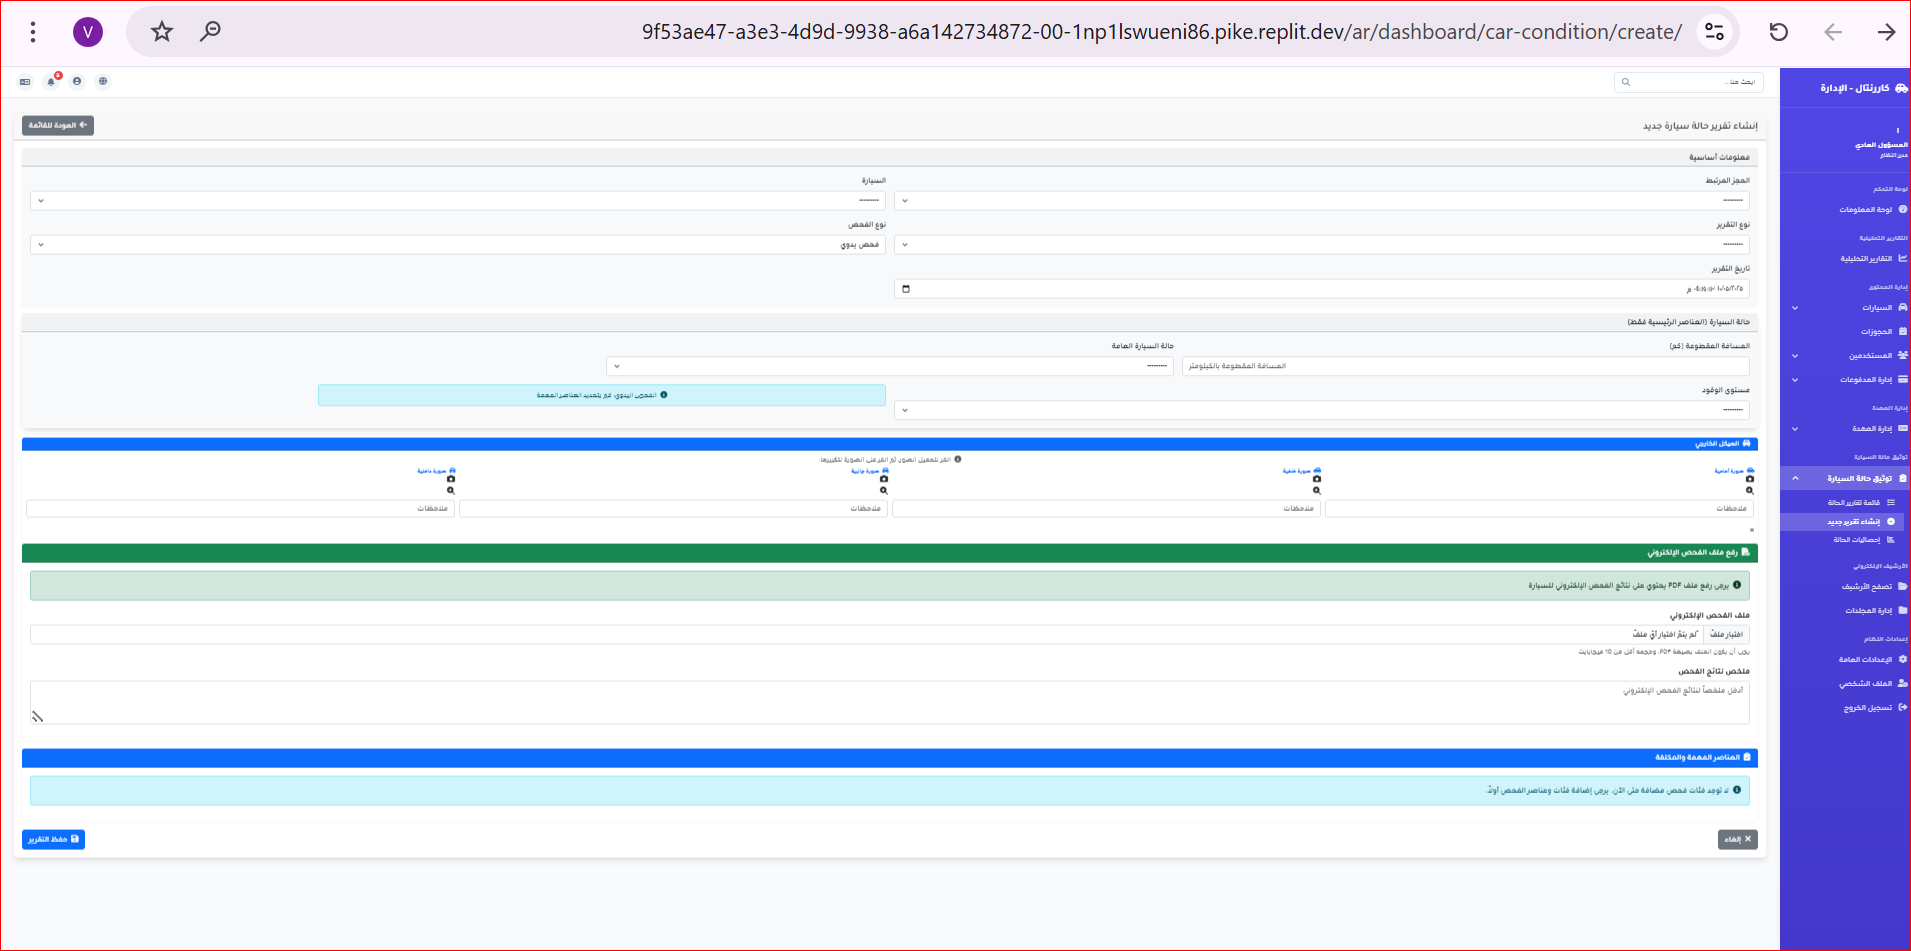 9f53ae47-a3e3-4d9d-9938-a6a142734872-00-1np1lswueni86.pike.replit.dev/ar/dashboard/car-condition/create/
V
كاررنتال - الإدارة
ابحث هنا...
المسؤول العادي
مدير النظام
لوحة التحكم
لوحة المعلومات
التقارير التحليلية
التقارير التحليلية
إدارة المحتوى
السيارات
الحجوزات
المستخدمين
إدارة المدفوعات
إدارة العهدة
إدارة العهدة
توثيق حالة السيارة
توثيق حالة السيارة
قائمة تقارير الحالة
إنشاء تقرير جديد
إحصائيات الحالة
الأرشيف الإلكتروني
تصفح الأرشيف
إدارة المجلدات
إعدادات النظام
الإعدادات العامة
الملف الشخصي
تسجيل الخروج
إنشاء تقرير حالة سيارة جديد
العودة للقائمة
معلومات أساسية
الحجز المرتبط
السيارة
---------
---------
نوع التقرير
نوع الفحص
---------
فحص يدوي
تاريخ التقرير
حالة السيارة (العناصر الرئيسية فقط)
المسافة المقطوعة (كم)
حالة السيارة العامة
المسافة المقطوعة بالكيلومتر
---------
مستوى الوقود
---------
الفحص اليدوي: قم بتحديد العناصر المهمة
الهيكل الخارجي
انقر لتحميل الصور، ثم انقر على الصورة لتكبيرها.
صورة أمامية
صورة خلفية
صورة جانبية
صورة داخلية
ملاحظات
ملاحظات
ملاحظات
ملاحظات
×
رفع ملف الفحص الإلكتروني
يرجى رفع ملف PDF يحتوي على نتائج الفحص الإلكتروني للسيارة
ملف الفحص الإلكتروني
اختيار ملف
لم يتم اختيار أي ملف
يجب أن يكون الملف بصيغة PDF، وحجمه أقل من 10 ميجابايت
ملخص نتائج الفحص
أدخل ملخصاً لنتائج الفحص الإلكتروني
العناصر المهمة والمكلفة
لا توجد فئات فحص مضافة حتى الآن. يرجى إضافة فئات وعناصر الفحص أولاً.
إلغاء
حفظ التقرير